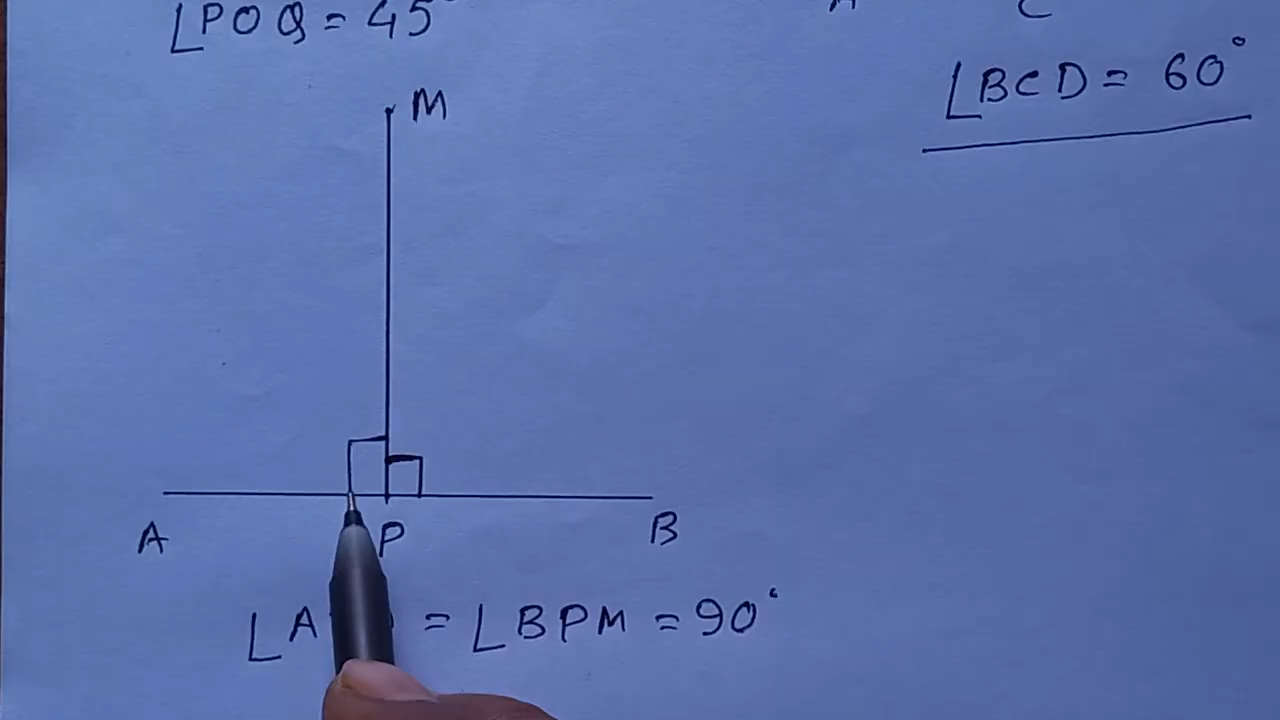 ∠POQ = 45°
∠BCD = 60°
M
A P B
∠A = ∠BPM = 90°